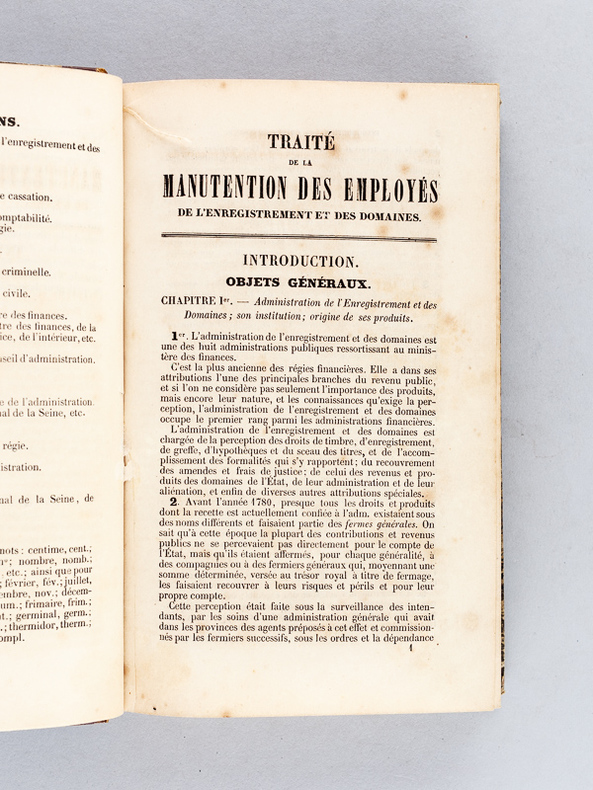 NS.
l'enregistrement et des
e cassation.
omptabilité.
gie.
criminelle.
civile.
re des finances.
tre des finances, de la
ice, de l'intérieur, etc.
nseil d'administration.
e de l'administration.
nal de la Seine, etc.
régie.
istration.
nal de la Seine, de
mots : centime, cent.;
nombre, nomb.;
etc.; ainsi que pour
; février, fév.; juillet,
embre, nov.; décem-
um.; frimaire, frim.;
t.; germinal, germ.;
.; thermidor, therm.;
ompl.
TRAITÉ
DE LA
MANUTENTION DES EMPLOYÉS
DE L'ENREGISTREMENT ET DES DOMAINES.
INTRODUCTION.
OBJETS GÉNÉRAUX.
CHAPITRE Ier. — Administration de l'Enregistrement et des
Domaines; son institution; origine de ses produits.
1er. L'administration de l'enregistrement et des domaines est
une des huit administrations publiques ressortissant au minis-
tère des finances.
C'est la plus ancienne des régies financières. Elle a dans ses
attributions l'une des principales branches du revenu public,
et si l'on ne considère pas seulement l'importance des produits,
mais encore leur nature, et les connaissances qu'exige la per-
ception, l'administration de l'enregistrement et des domaines
occupe le premier rang parmi les administrations financières.
L'administration de l'enregistrement et des domaines est
chargée de la perception des droits de timbre, d'enregistrement,
de greffe, d'hypothèques et du sceau des titres, et de l'accom-
plissement des formalités qui s'y rapportent; du recouvrement
des amendes et frais de justice; de celui des revenus et pro-
duits des domaines de l'État, de leur administration et de leur
aliénation, et enfin de diverses autres attributions spéciales.
2. Avant l'année 1780, presque tous les droits et produits
dont la recette est actuellement confiée à l'adm. existaient sous
des noms différents et faisaient partie des fermes générales. On
sait qu'à cette époque la plupart des contributions et revenus
publics ne se percevaient pas directement pour le compte de
l'État, mais qu'ils étaient affermés, pour chaque généralité, à
des compagnies ou à des fermiers généraux qui, moyennant une
somme déterminée, versée au trésor royal à titre de fermage,
les faisaient recouvrer à leurs risques et périls et pour leur
propre compte.
Cette perception était faite sous la surveillance des inten-
dants, par les soins d'une administration générale qui avait
dans les provinces des agents préposés à cet effet et commission-
nés par les fermiers successifs, sous les ordres et la dépendance
1